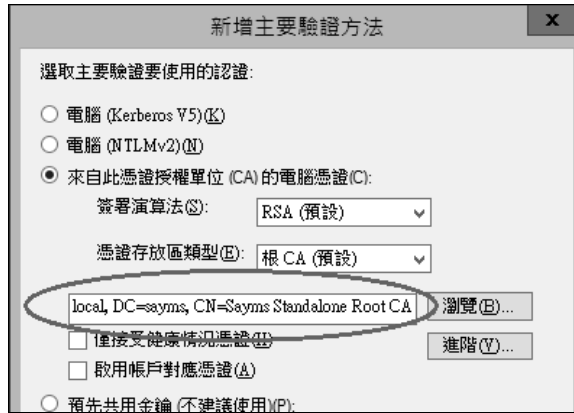 新增主要驗證方法
x
選取主要驗證要使用的認證:
電腦 (Kerberos V5)(K)
電腦 (NTLMv2)(N)
來自此憑證授權單位 (CA) 的電腦憑證(C):
簽署演算法(S): RSA (預設)
憑證存放區類型(E): 根 CA (預設)
local, DC=sayms, CN=Sayms Standalone Root CA 瀏覽(B)...
僅接受健康情況憑證(H) 進階(V)...
啟用帳戶對應憑證(A)
預先共用金鑰 (不建議使用)(P):